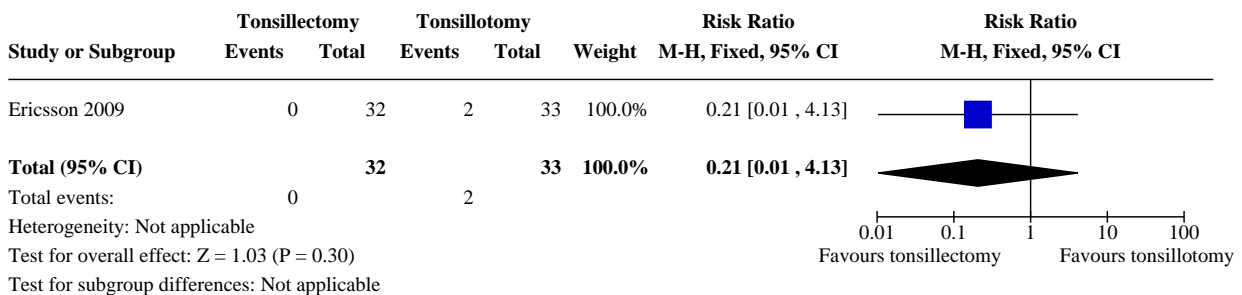 Tonsillectomy Tonsillotomy Risk Ratio Risk Ratio
Study or Subgroup Events Total Events Total Weight M-H, Fixed, 95% CI M-H, Fixed, 95% CI
Ericsson 2009 0 32 2 33 100.0% 0.21 [0.01 , 4.13]
Total (95% CI) 32 33 100.0% 0.21 [0.01 , 4.13]
Total events: 0 2
Heterogeneity: Not applicable
0.01 0.1 1 10 100
Test for overall effect: Z = 1.03 (P = 0.30)
Favours tonsillectomy Favours tonsillotomy
Test for subgroup differences: Not applicable